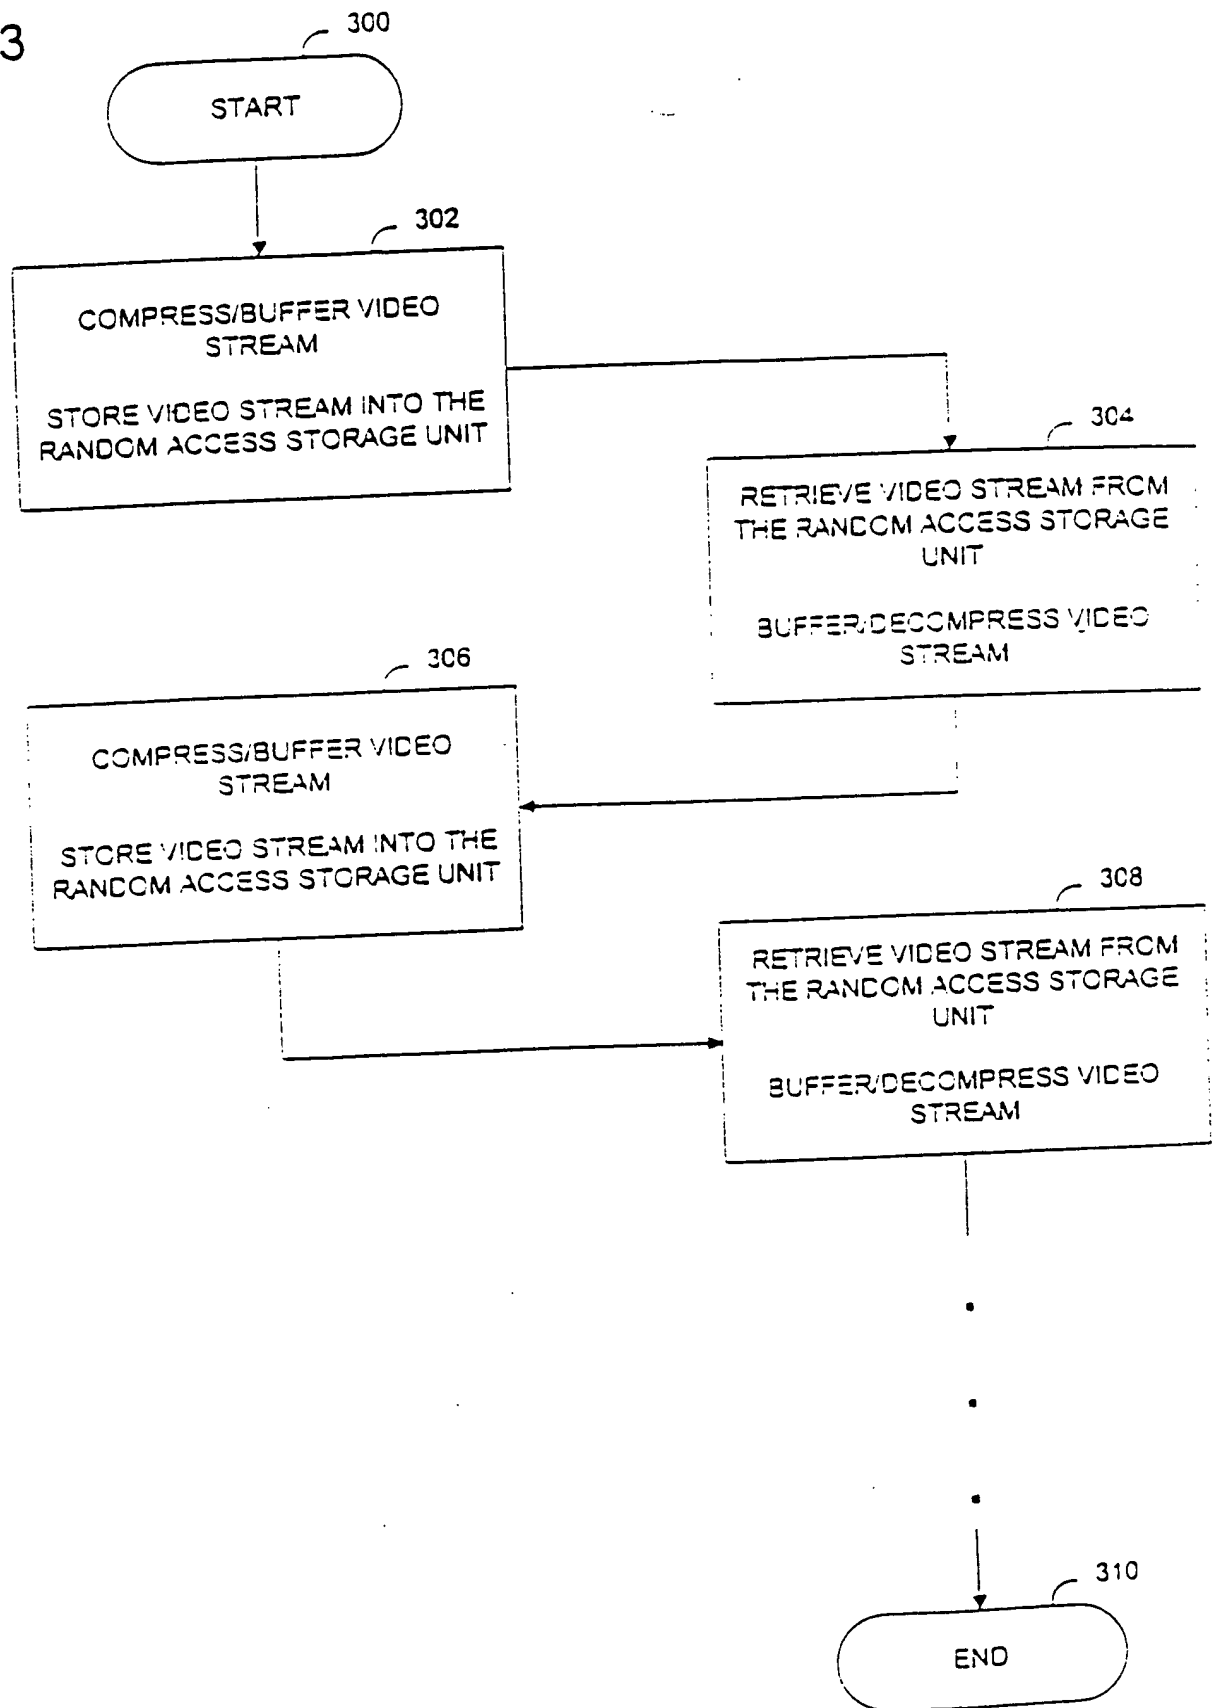 3
300
START
302
COMPRESS/BUFFER VIDEO
STREAM
STORE VIDEO STREAM INTO THE
RANDOM ACCESS STORAGE UNIT
304
RETRIEVE VIDEO STREAM FROM
THE RANDOM ACCESS STORAGE
UNIT
BUFFER/DECOMPRESS VIDEO
STREAM
306
COMPRESS/BUFFER VIDEO
STREAM
STORE VIDEO STREAM INTO THE
RANDOM ACCESS STORAGE UNIT
308
RETRIEVE VIDEO STREAM FROM
THE RANDOM ACCESS STORAGE
UNIT
BUFFER/DECOMPRESS VIDEO
STREAM
310
END